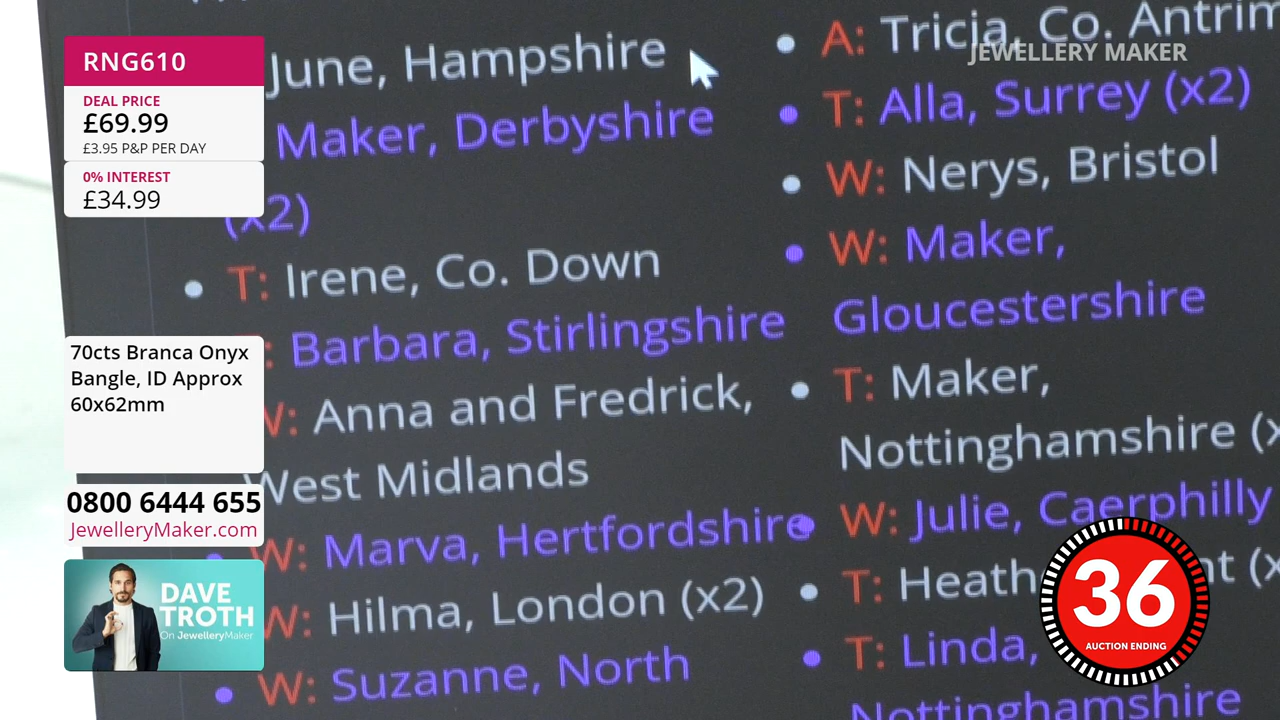 RNG610
DEAL PRICE
£69.99
£3.95 P&P PER DAY
0% INTEREST
£34.99
70cts Branca Onyx
Bangle, ID Approx
60x62mm
0800 6444 655
JewelleryMaker.com
DAVE
TROTH
On JewelleryMaker
June, Hampshire
Maker, Derbyshire
(x2)
• T: Irene, Co. Down
: Barbara, Stirlingshire
W: Anna and Fredrick,
West Midlands
• W: Marva, Hertfordshire
W: Hilma, London (x2)
• W: Suzanne, North
JEWELLERY MAKER
• A: Tricia, Co. Antrim
• T: Alla, Surrey (x2)
• W: Nerys, Bristol
• W: Maker,
Gloucestershire
• T: Maker,
Nottinghamshire (x
• W: Julie, Caerphilly
• T: Heath nt (x
• T: Linda,
Nottinghamshire
36
AUCTION ENDING